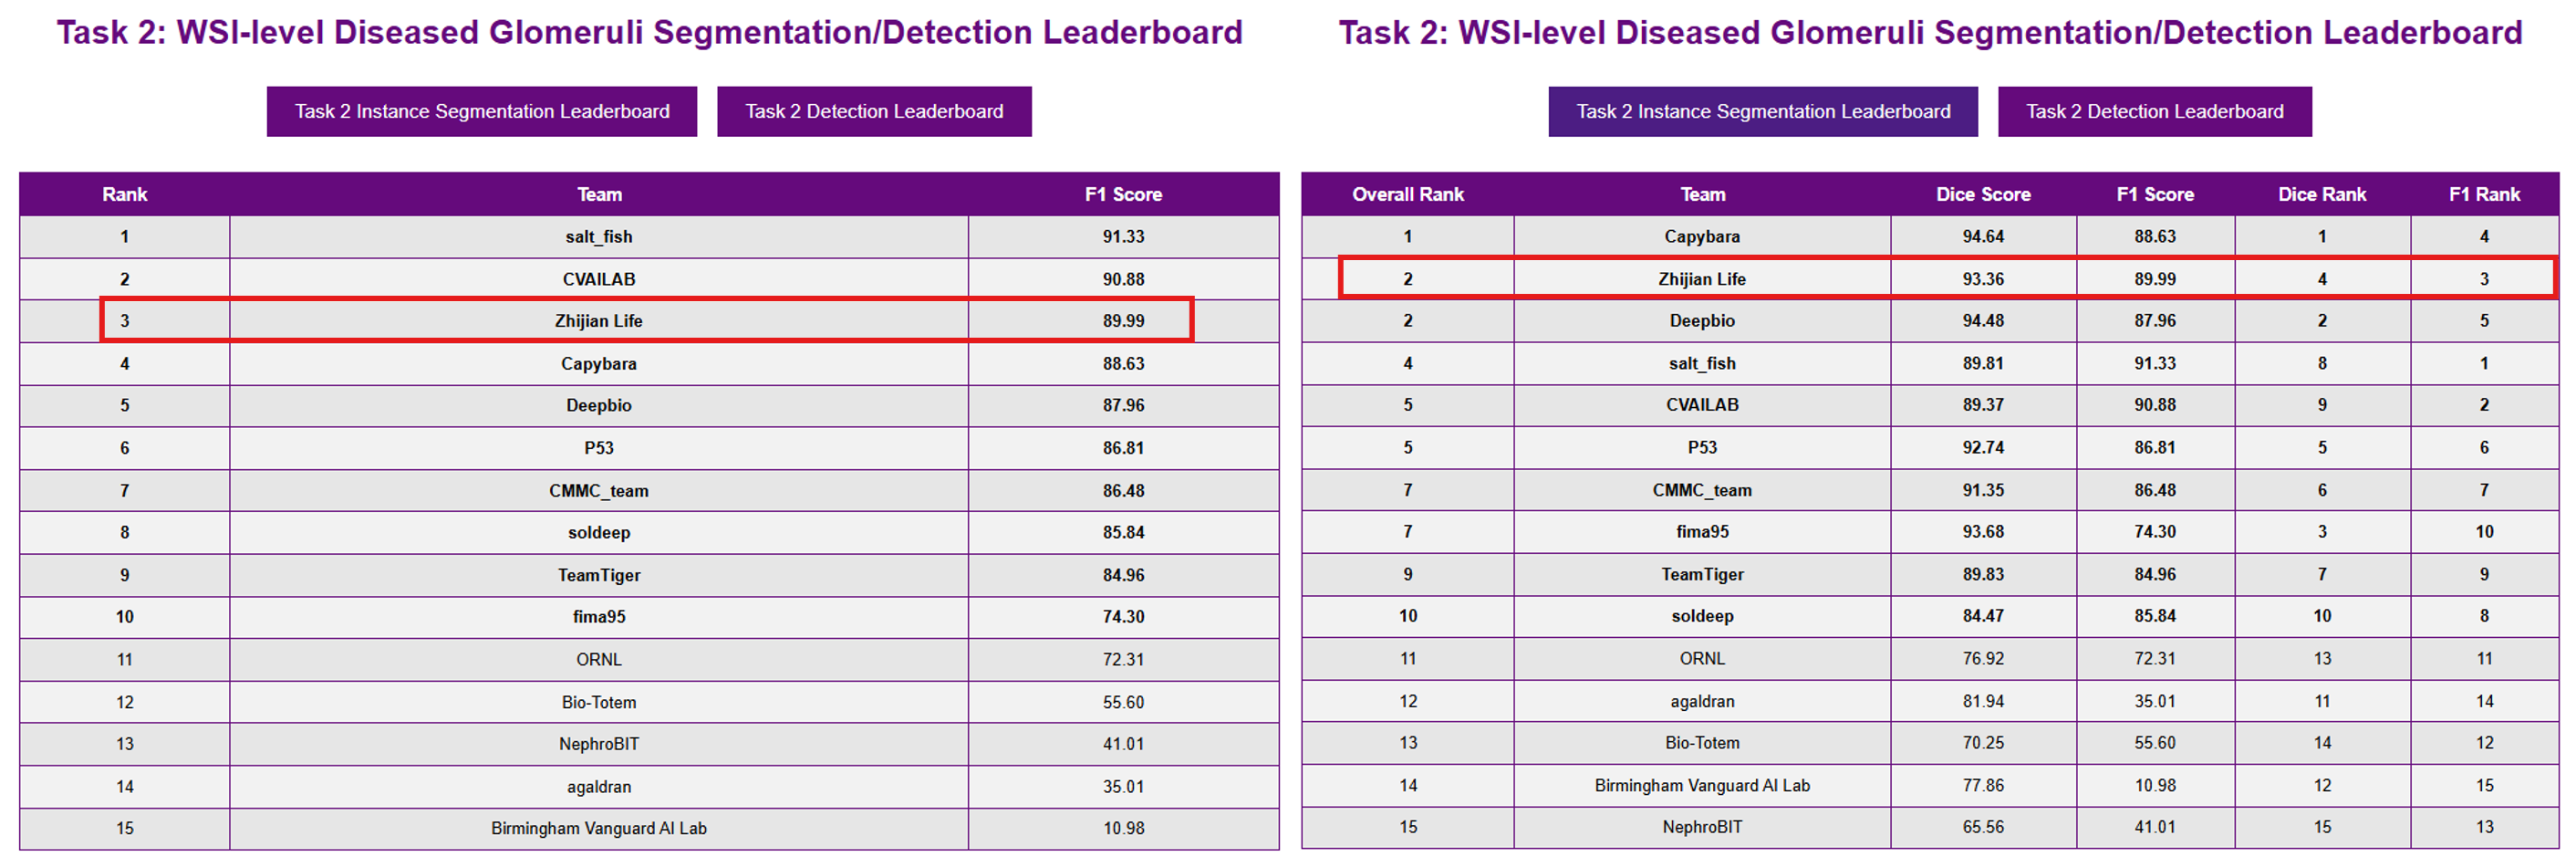 Task 2: WSI-level Diseased Glomeruli Segmentation/Detection Leaderboard
Task 2 Instance Segmentation Leaderboard Task 2 Detection Leaderboard
Rank Team F1 Score
1 salt_fish 91.33
2 CVAILAB 90.88
3 Zhijian Life 89.99
4 Capybara 88.63
5 Deepbio 87.96
6 P53 86.81
7 CMMC_team 86.48
8 soldeep 85.84
9 TeamTiger 84.96
10 fima95 74.30
11 ORNL 72.31
12 Bio-Totem 55.60
13 NephroBIT 41.01
14 agaldran 35.01
15 Birmingham Vanguard AI Lab 10.98
Task 2: WSI-level Diseased Glomeruli Segmentation/Detection Leaderboard
Task 2 Instance Segmentation Leaderboard Task 2 Detection Leaderboard
Overall Rank Team Dice Score F1 Score Dice Rank F1 Rank
1 Capybara 94.64 88.63 1 4
2 Zhijian Life 93.36 89.99 4 3
2 Deepbio 94.48 87.96 2 5
4 salt_fish 89.81 91.33 8 1
5 CVAILAB 89.37 90.88 9 2
5 P53 92.74 86.81 5 6
7 CMMC_team 91.35 86.48 6 7
7 fima95 93.68 74.30 3 10
9 TeamTiger 89.83 84.96 7 9
10 soldeep 84.47 85.84 10 8
11 ORNL 76.92 72.31 13 11
12 agaldran 81.94 35.01 11 14
13 Bio-Totem 70.25 55.60 14 12
14 Birmingham Vanguard AI Lab 77.86 10.98 12 15
15 NephroBIT 65.56 41.01 15 13